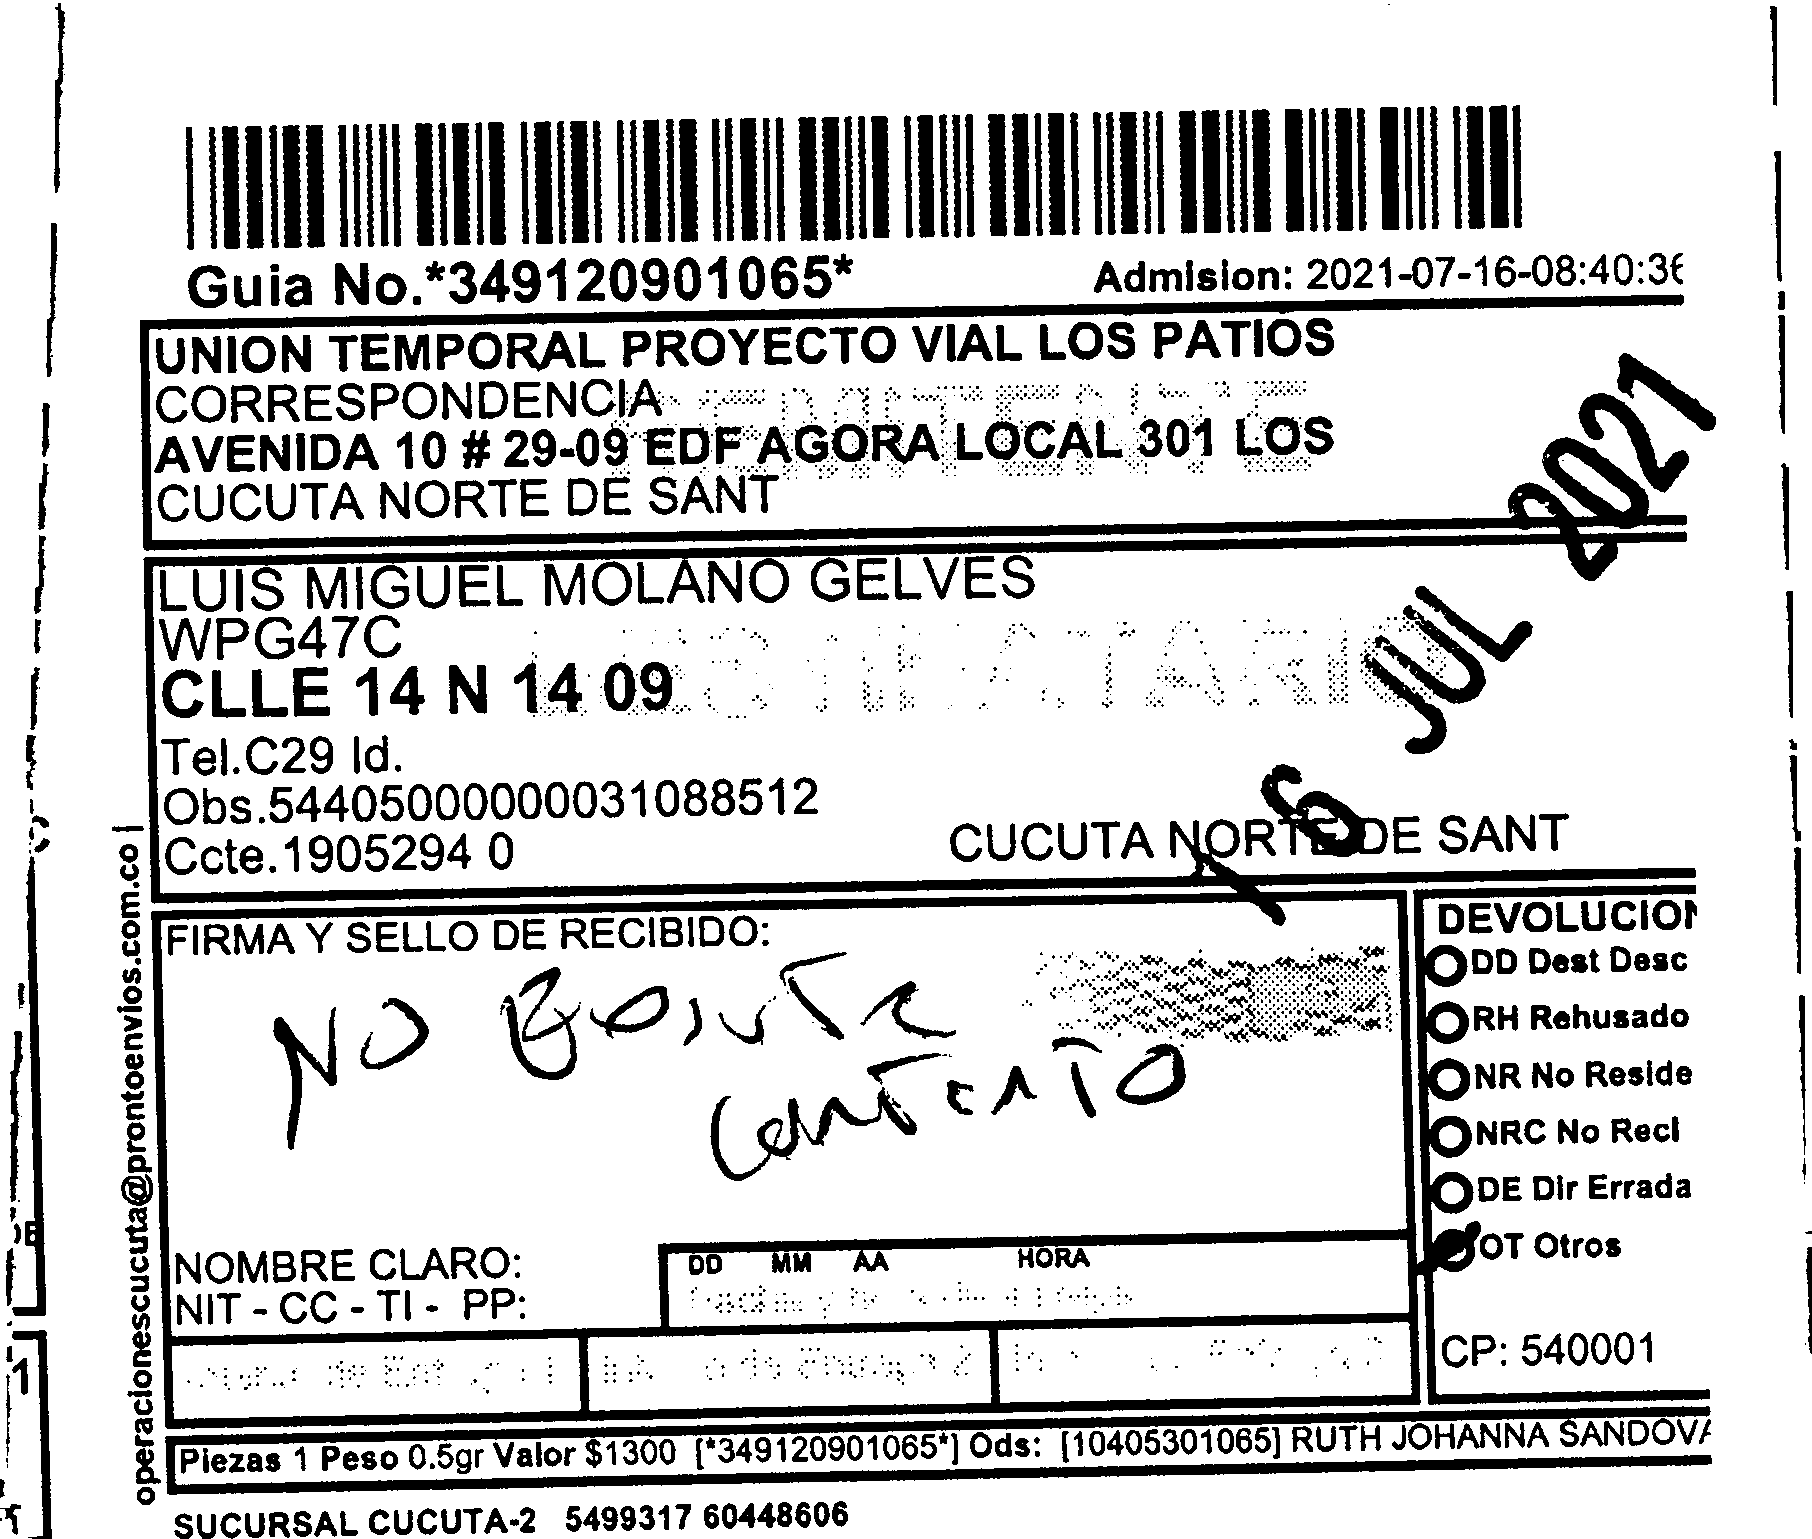 Guia No.*349120901065*
Admision: 2021-07-16-08:40:36
UNION TEMPORAL PROYECTO VIAL LOS PATIOS
CORRESPONDENCIA
REMITENTE
AVENIDA 10 # 29-09 EDF AGORA LOCAL 301 LOS
CUCUTA NORTE DE SANT
LUIS MIGUEL MOLANO GELVES
WPG47C
DESTINATARIO
CLLE 14 N 14 09
Tel.C29 Id.
Obs.544050000000031088512
Ccte.1905294 0
CUCUTA NORTE DE SANT
16 JUL 2021
FIRMA Y SELLO DE RECIBIDO:
NO
DEVOLUCION
DD Dest Desc
RH Rehusado
NR No Reside
NRC No Reci
DE Dir Errada
OT Otros
NOMBRE CLARO:
NIT - CC - TI - PP:
DD MM AA HORA
CP: 540001
Piezas 1 Peso 0.5gr Valor $1300 [*349120901065*] Ods: [10405301065] RUTH JOHANNA SANDOVA
SUCURSAL CUCUTA-2 5499317 60448606
operacionescucuta@prontoenvios.com.co |